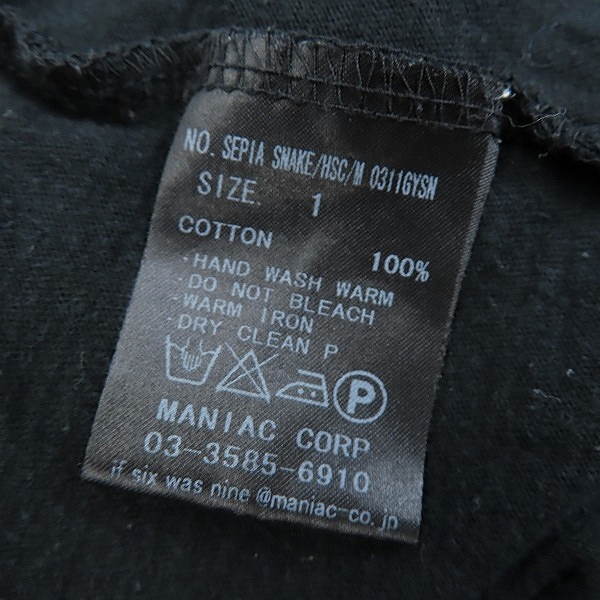 NO. SEPIA SNAKE/HSC/M 0311GYSN
SIZE. 1
COTTON 100%
·HAND WASH WARM
·DO NOT BLEACH
·WARM IRON
·DRY CLEAN P
P
MANIAC CORP
03-3585-6910
if six was nine @maniac-co.jp